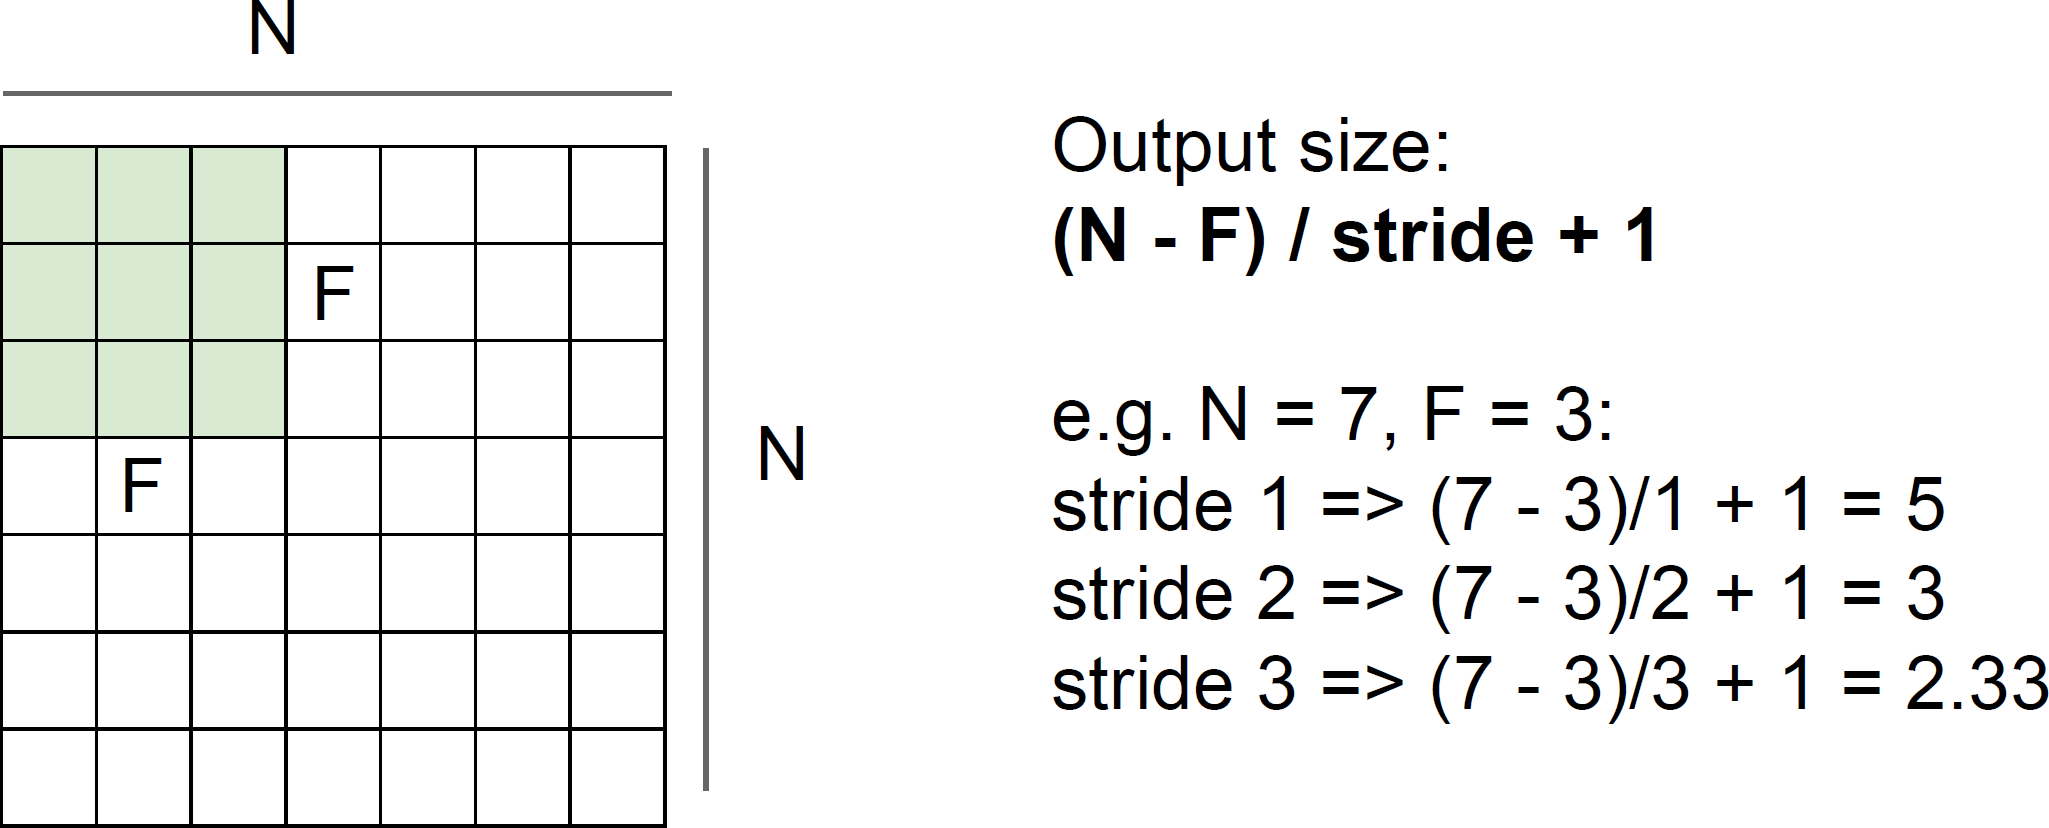 N
F
F
N
Output size:
(N - F) / stride + 1
e.g. N = 7, F = 3:
stride 1 => (7 - 3)/1 + 1 = 5
stride 2 => (7 - 3)/2 + 1 = 3
stride 3 => (7 - 3)/3 + 1 = 2.33